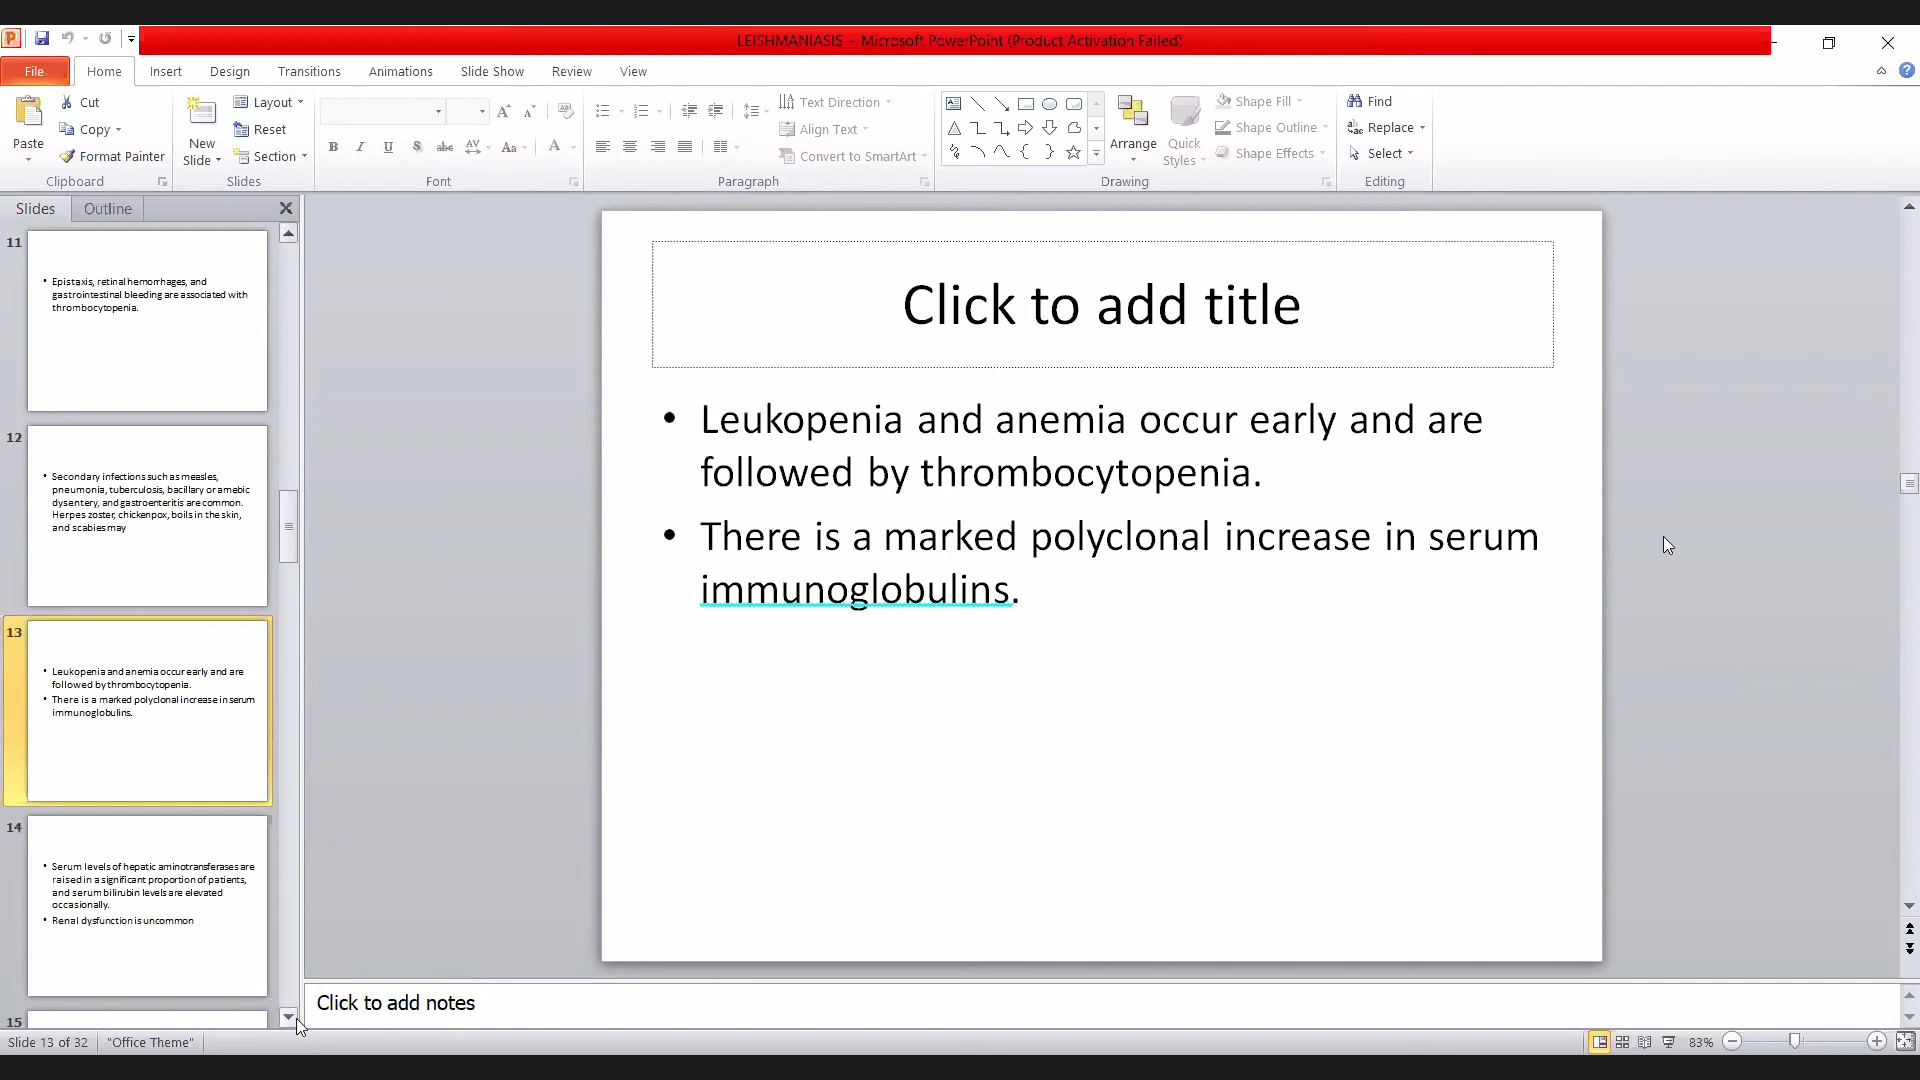 LEISHMANIASIS - Microsoft PowerPoint (Product Activation Failed)
File Home Insert Design Transitions Animations Slide Show Review View
Paste
Cut
Copy
Format Painter
Clipboard
New
Slide
Layout
Reset
Section
Slides
B I U S abc AV Aa A
Font
Text Direction
Align Text
Convert to SmartArt
Paragraph
Arrange
Quick
Styles
Shape Fill
Shape Outline
Shape Effects
Drawing
Find
Replace
Select
Editing
Slides Outline
11
• Epistaxis, retinal hemorrhages, and
gastrointestinal bleeding are associated with
thrombocytopenia.
12
Secondary infections such as measles,
pneumonia, tuberculosis, bacillary or amebic
dysentery, and gastroenteritis are common.
Herpes zoster, chickenpox, boils in the skin,
and scabies may
13
• Leukopenia and anemia occur early and are
followed by thrombocytopenia.
• There is a marked polyclonal increase in serum
immunoglobulins.
14
• Serum levels of hepatic aminotransferases are
raised in a significant proportion of patients,
and serum bilirubin levels are elevated
occasionally.
• Renal dysfunction is uncommon
15
Click to add title
• Leukopenia and anemia occur early and are
followed by thrombocytopenia.
• There is a marked polyclonal increase in serum
immunoglobulins.
Click to add notes
Slide 13 of 32 "Office Theme" 83%